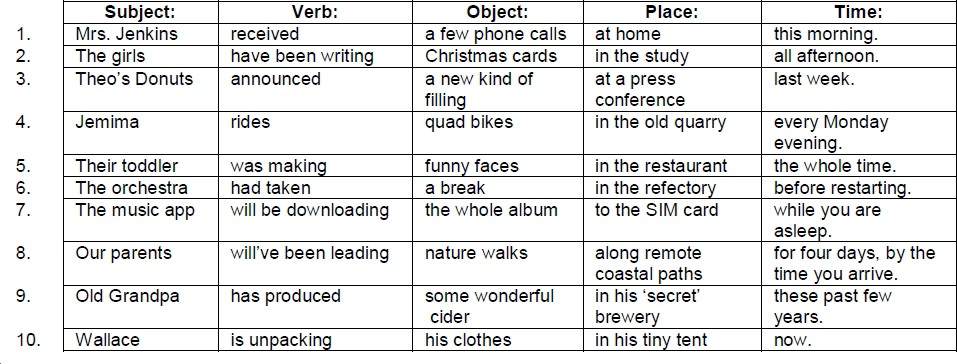 Subject: Verb: Object: Place: Time:
1. Mrs. Jenkins received a few phone calls at home this morning.
2. The girls have been writing Christmas cards in the study all afternoon.
3. Theo’s Donuts announced a new kind of filling at a press conference last week.
4. Jemima rides quad bikes in the old quarry every Monday evening.
5. Their toddler was making funny faces in the restaurant the whole time.
6. The orchestra had taken a break in the refectory before restarting.
7. The music app will be downloading the whole album to the SIM card while you are asleep.
8. Our parents will’ve been leading nature walks along remote coastal paths for four days, by the time you arrive.
9. Old Grandpa has produced some wonderful cider in his ‘secret’ brewery these past few years.
10. Wallace is unpacking his clothes in his tiny tent now.